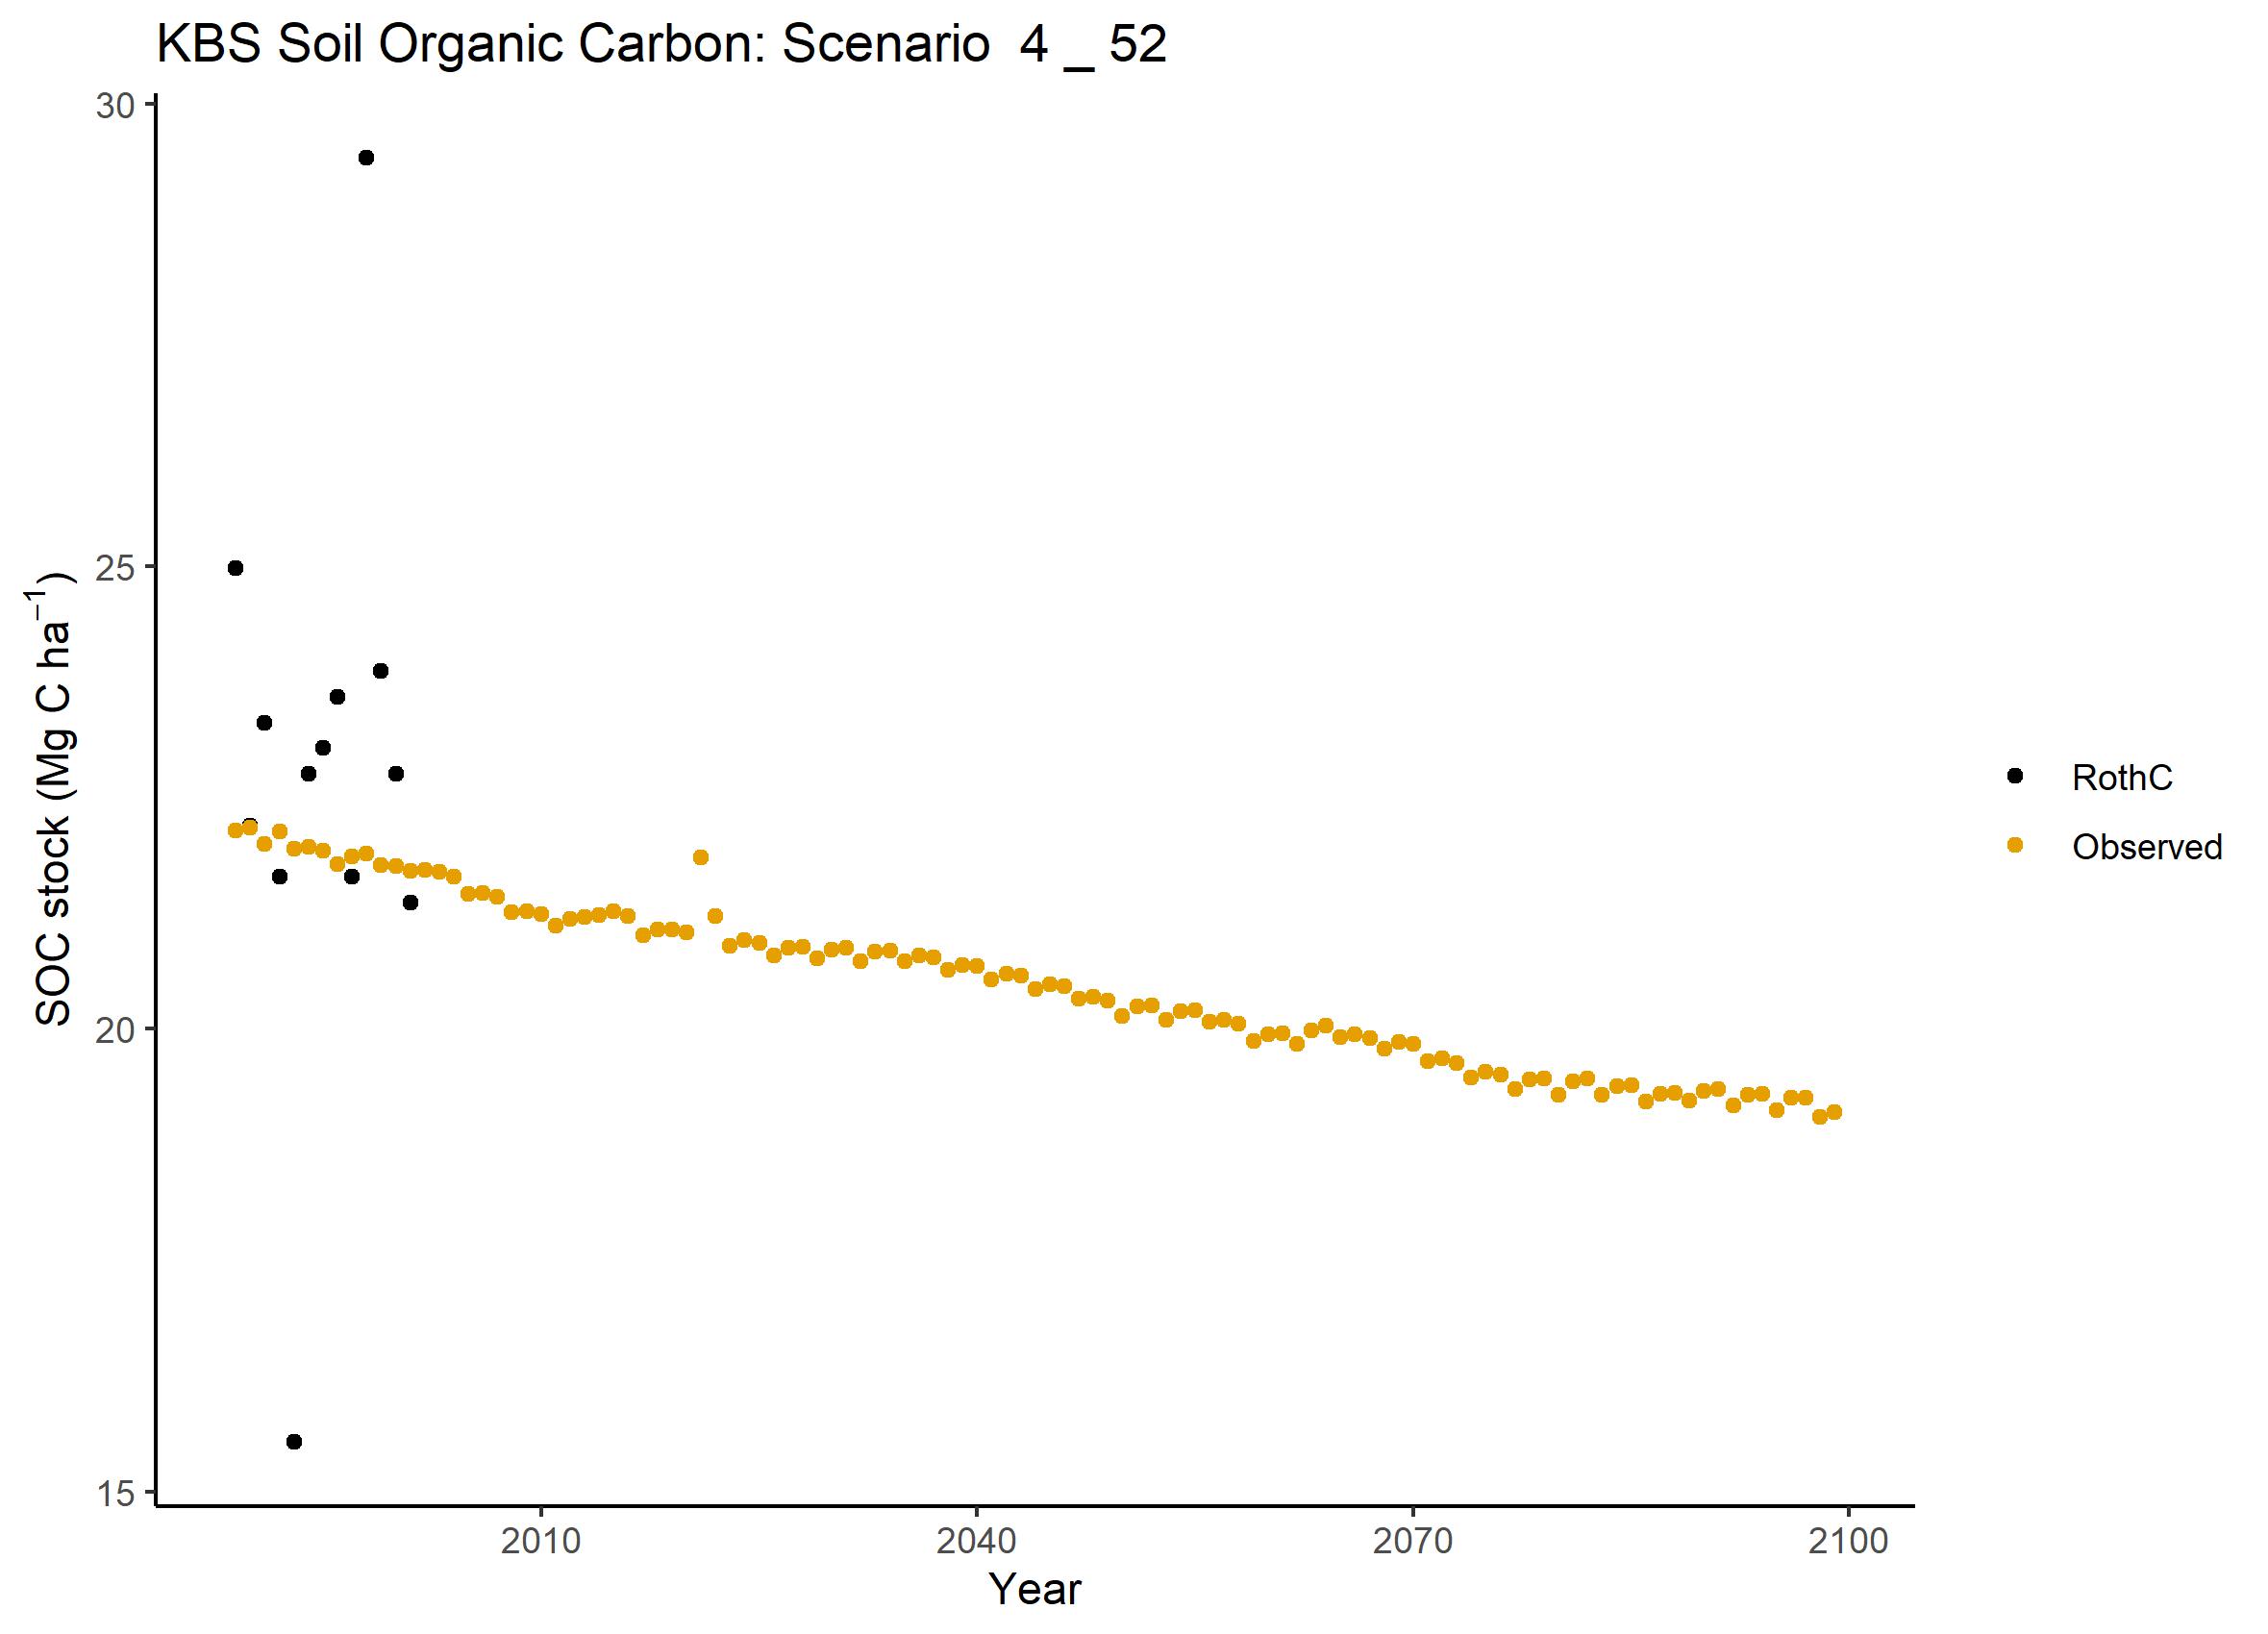 KBS Soil Organic Carbon: Scenario  4 _ 52
30
25
20
15
SOC stock (Mg C ha⁻¹)
2010 2040 2070 2100
Year
RothC
Observed